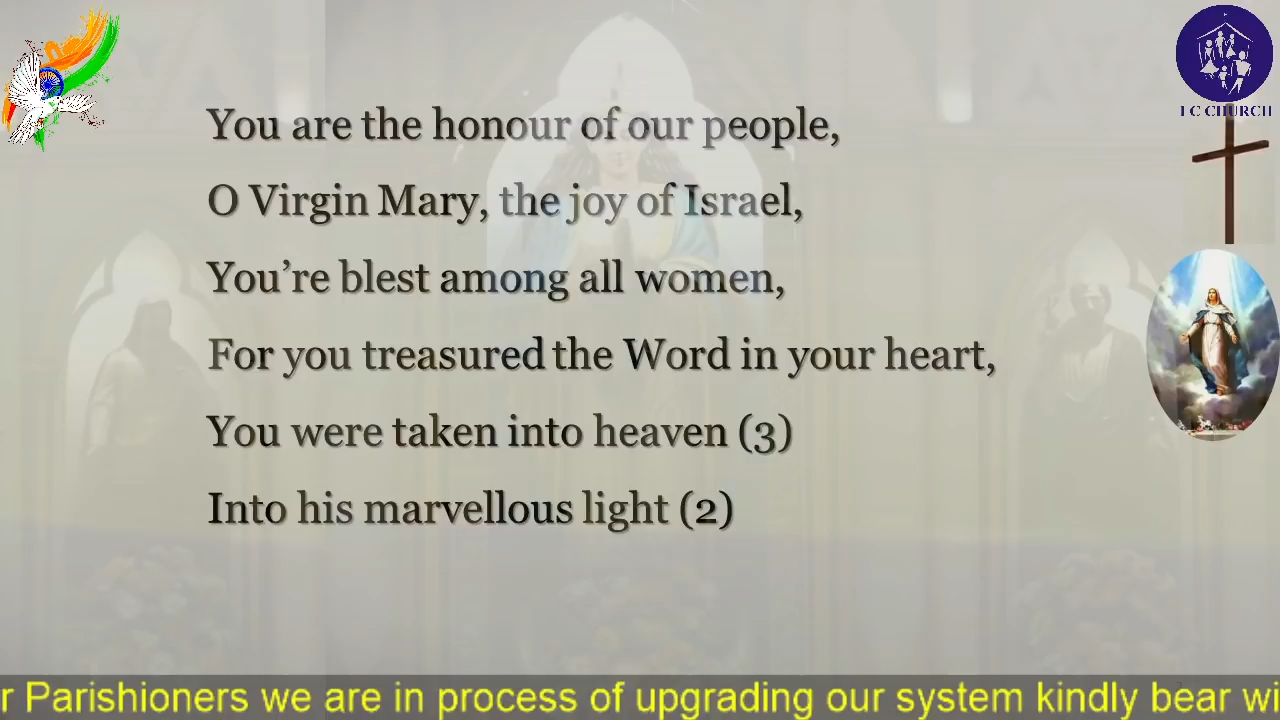 You are the honour of our people,
O Virgin Mary, the joy of Israel,
You’re blest among all women,
For you treasured the Word in your heart,
You were taken into heaven (3)
Into his marvellous light (2)
I C CHURCH
r Parishioners we are in process of upgrading our system kindly bear wi